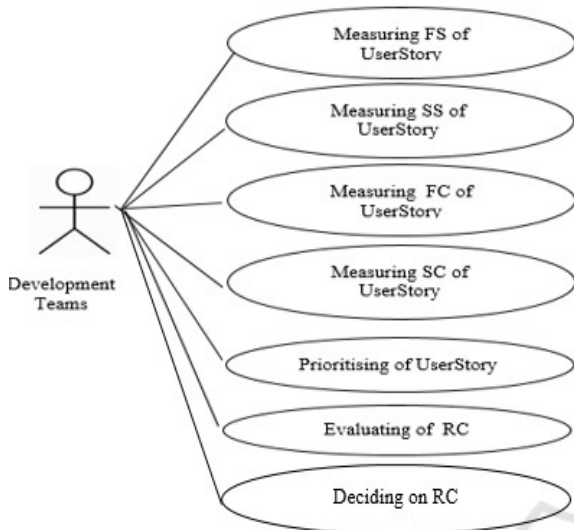 Measuring FS of
UserStory
Measuring SS of
UserStory
Measuring FC of
UserStory
Measuring SC of
UserStory
Development
Teams
Prioritising of UserStory
Evaluating of RC
Deciding on RC